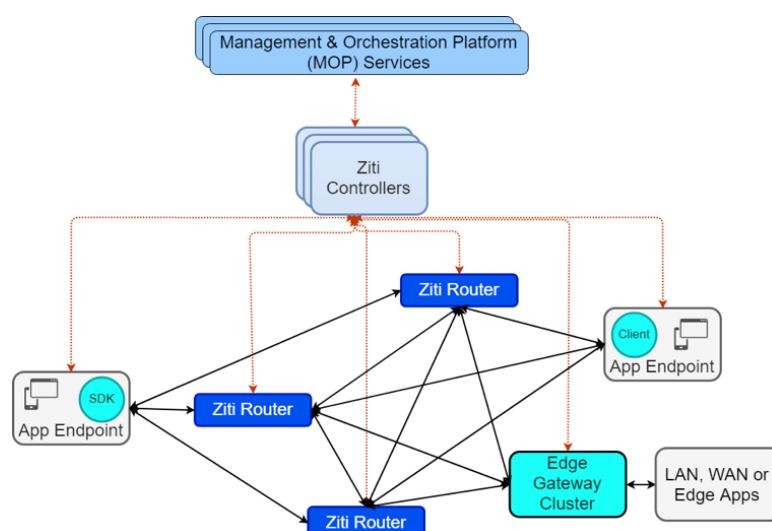 Management & Orchestration Platform
(MOP) Services
Ziti
Controllers
Ziti Router
Client
App Endpoint
SDK
App Endpoint
Ziti Router
Edge
Gateway
Cluster
LAN, WAN or
Edge Apps
Ziti Router